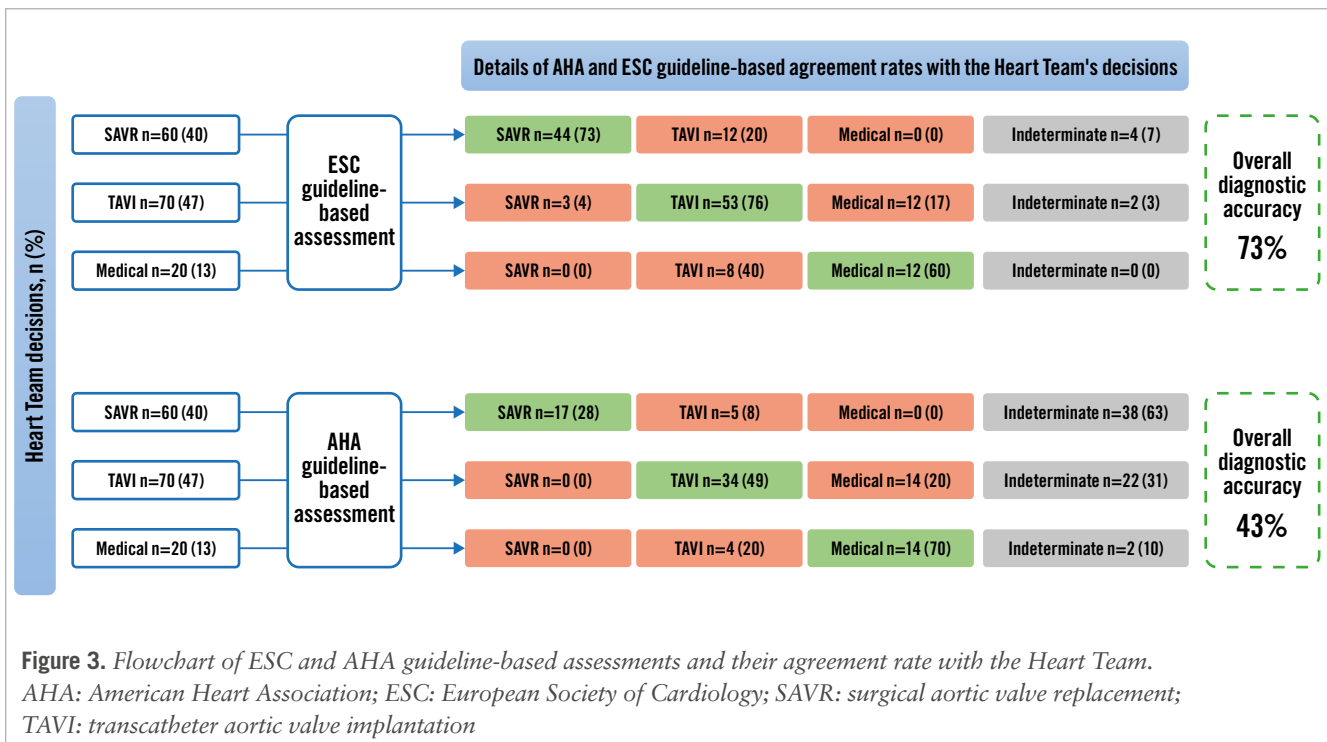 Details of AHA and ESC guideline-based agreement rates with the Heart Team's decisions
Heart Team decisions, n (%)
SAVR n=60 (40)
TAVI n=70 (47)
Medical n=20 (13)
ESC
guideline-
based
assessment
SAVR n=44 (73)
TAVI n=12 (20)
Medical n=0 (0)
Indeterminate n=4 (7)
SAVR n=3 (4)
TAVI n=53 (76)
Medical n=12 (17)
Indeterminate n=2 (3)
SAVR n=0 (0)
TAVI n=8 (40)
Medical n=12 (60)
Indeterminate n=0 (0)
Overall
diagnostic
accuracy
73%
SAVR n=60 (40)
TAVI n=70 (47)
Medical n=20 (13)
AHA
guideline-
based
assessment
SAVR n=17 (28)
TAVI n=5 (8)
Medical n=0 (0)
Indeterminate n=38 (63)
SAVR n=0 (0)
TAVI n=34 (49)
Medical n=14 (20)
Indeterminate n=22 (31)
SAVR n=0 (0)
TAVI n=4 (20)
Medical n=14 (70)
Indeterminate n=2 (10)
Overall
diagnostic
accuracy
43%
Figure 3. Flowchart of ESC and AHA guideline-based assessments and their agreement rate with the Heart Team.
AHA: American Heart Association; ESC: European Society of Cardiology; SAVR: surgical aortic valve replacement;
TAVI: transcatheter aortic valve implantation